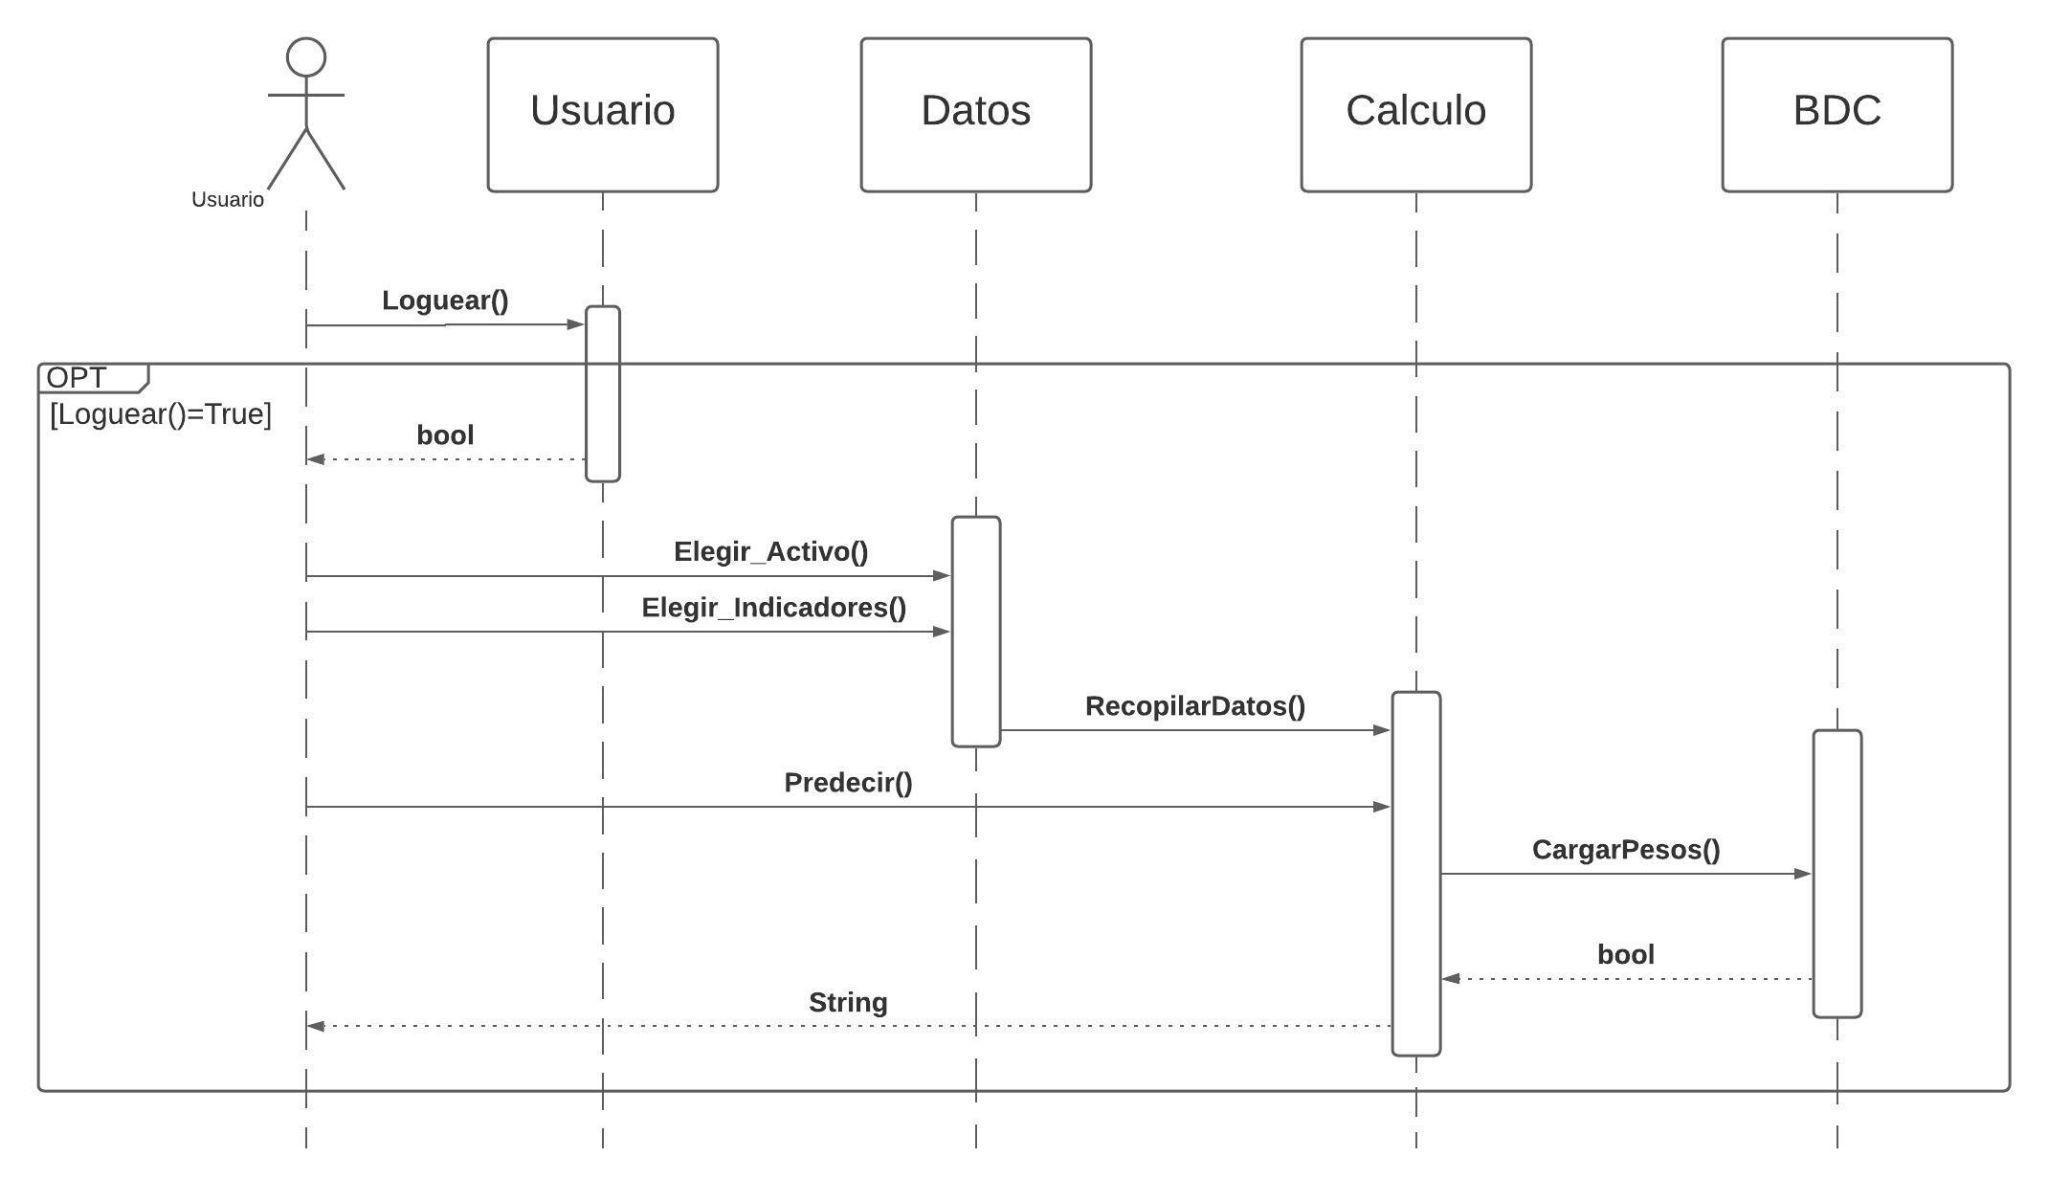 Usuario
Datos
Calculo
BDC
Usuario
Loguear()
OPT
[Loguear()=True]
bool
Elegir_Activo()
Elegir_Indicadores()
RecopilarDatos()
Predecir()
CargarPesos()
bool
String